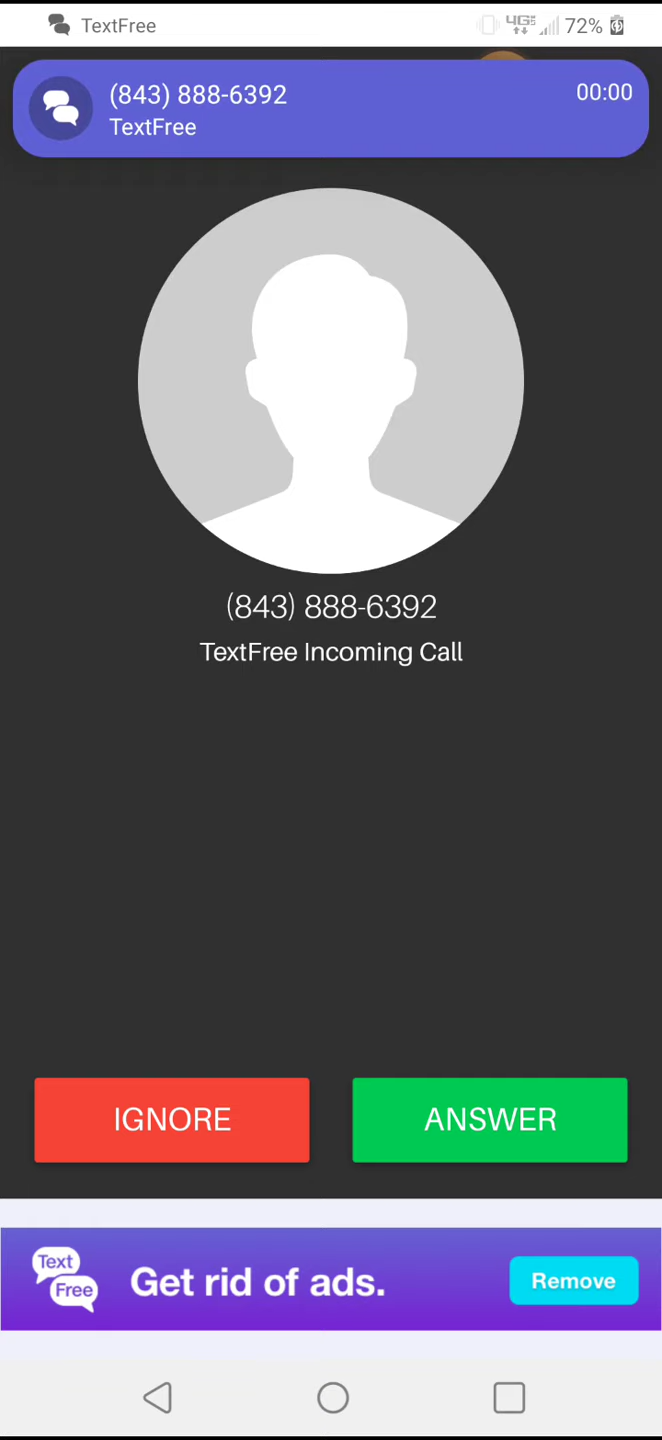 TextFree
4GE 72%
(843) 888-6392
00:00
TextFree
(843) 888-6392
TextFree Incoming Call
IGNORE
ANSWER
Text
Free
Get rid of ads.
Remove